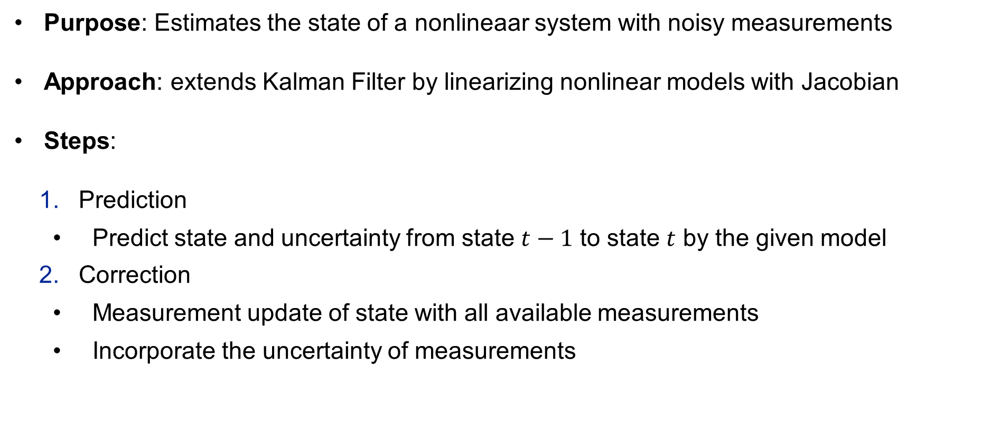 • Purpose: Estimates the state of a nonlineaar system with noisy measurements
• Approach: extends Kalman Filter by linearizing nonlinear models with Jacobian
• Steps:
1. Prediction
• Predict state and uncertainty from state t − 1 to state t by the given model
2. Correction
• Measurement update of state with all available measurements
• Incorporate the uncertainty of measurements